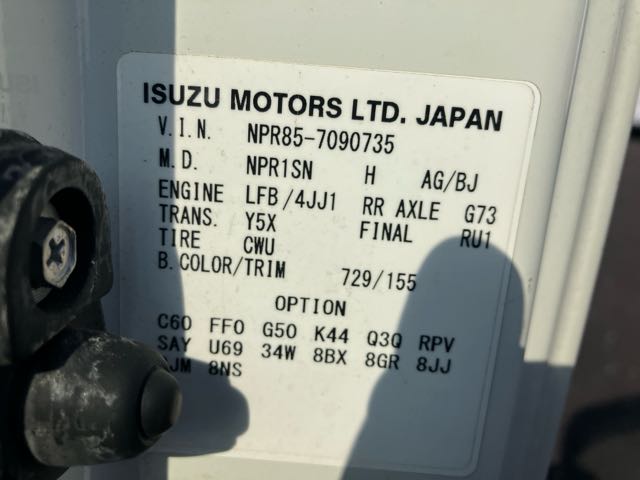 ISUZU MOTORS LTD. JAPAN
V.I.N. NPR85-7090735
M.D. NPR1SN H AG/BJ
ENGINE LFB/4JJ1 RR AXLE G73
TRANS. Y5X FINAL RU1
TIRE CWU
B.COLOR/TRIM 729/155
OPTION
C60 FF0 G50 K44 Q3Q RPV
SAY U69 34W 8BX 8GR 8JJ
8NS